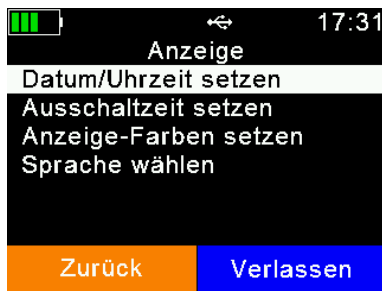 17:31
Anzeige
Datum/Uhrzeit setzen
Ausschaltzeit setzen
Anzeige-Farben setzen
Sprache wählen
Zurück Verlassen